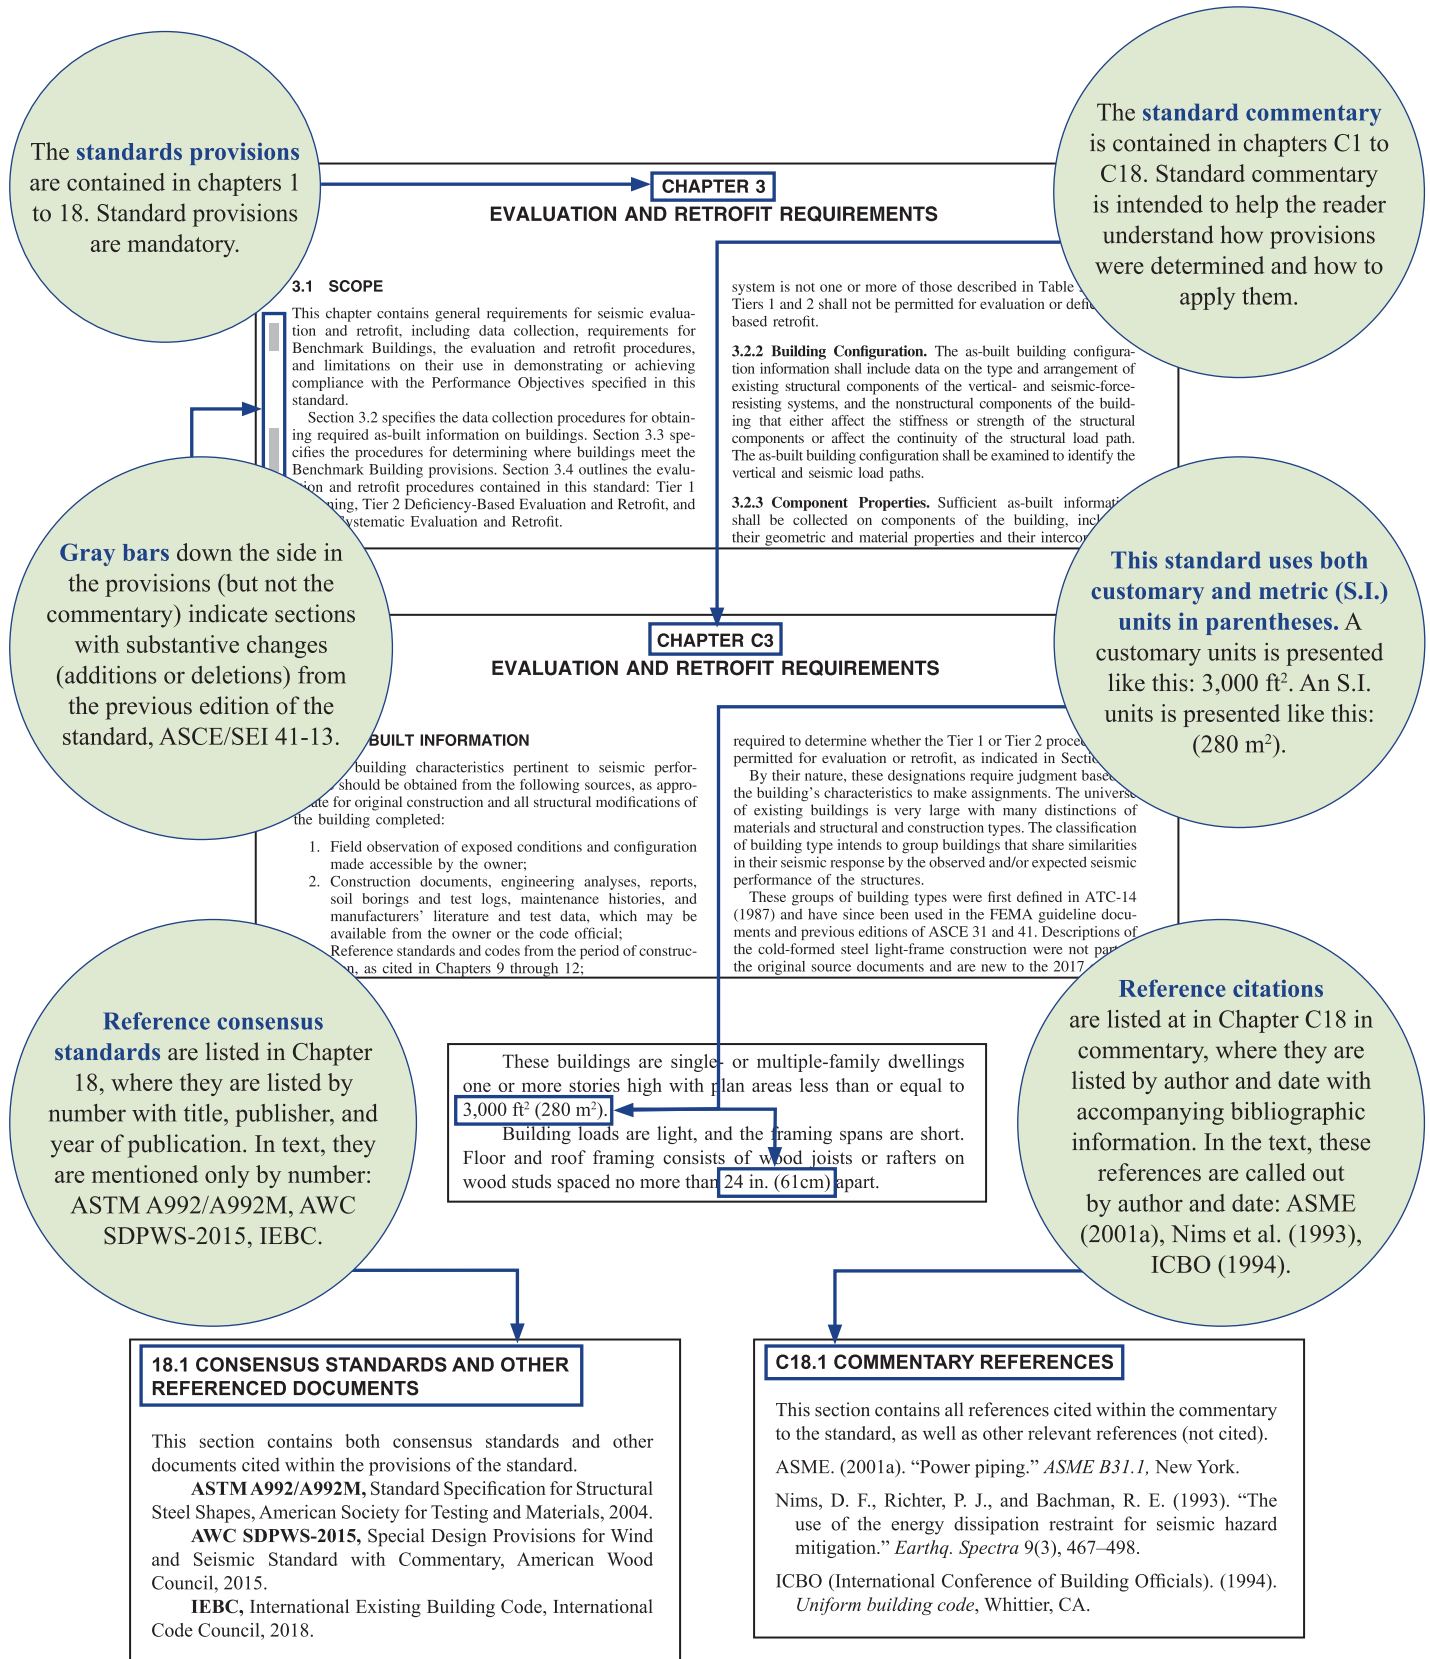 The standards provisions
are contained in chapters 1
to 18. Standard provisions
are mandatory.
The standard commentary
is contained in chapters C1 to
C18. Standard commentary
is intended to help the reader
understand how provisions
were determined and how to
apply them.
CHAPTER 3
EVALUATION AND RETROFIT REQUIREMENTS
3.1 SCOPE
This chapter contains general requirements for seismic evalua-
tion and retrofit, including data collection, requirements for
Benchmark Buildings, the evaluation and retrofit procedures,
and limitations on their use in demonstrating or achieving
compliance with the Performance Objectives specified in this
standard.
Section 3.2 specifies the data collection procedures for obtain-
ing required as-built information on buildings. Section 3.3 spe-
cifies the procedures for determining where buildings meet the
Benchmark Building provisions. Section 3.4 outlines the evalu-
and retrofit procedures contained in this standard: Tier 1
Tier 2 Deficiency-Based Evaluation and Retrofit, and
Systematic Evaluation and Retrofit.
system is not one or more of those described in Table
Tiers 1 and 2 shall not be permitted for evaluation or
based retrofit.
3.2.2 Building Configuration. The as-built building configura-
tion information shall include data on the type and arrangement of
existing structural components of the vertical- and seismic-force-
resisting systems, and the nonstructural components of the build-
ing that either affect the stiffness or strength of the structural
components or affect the continuity of the structural load path.
The as-built building configuration shall be examined to identify the
vertical and seismic load paths.
3.2.3 Component Properties. Sufficient as-built
shall be collected on components of the building,
their geometric and material properties and their
Gray bars down the side in
the provisions (but not the
commentary) indicate sections
with substantive changes
(additions or deletions) from
the previous edition of the
standard, ASCE/SEI 41-13.
This standard uses both
customary and metric (S.I.)
units in parentheses. A
customary units is presented
like this: 3,000 ft². An S.I.
units is presented like this:
(280 m²).
CHAPTER C3
EVALUATION AND RETROFIT REQUIREMENTS
BUILT INFORMATION
building characteristics pertinent to seismic perfor-
should be obtained from the following sources, as appro-
for original construction and all structural modifications of
the building completed:
1. Field observation of exposed conditions and configuration
made accessible by the owner;
2. Construction documents, engineering analyses, reports,
soil borings and test logs, maintenance histories, and
manufacturers' literature and test data, which may be
available from the owner or the code official;
Reference standards and codes from the period of construc-
as cited in Chapters 9 through 12;
required to determine whether the Tier 1 or Tier 2
permitted for evaluation or retrofit, as indicated in
By their nature, these designations require judgment
the building's characteristics to make assignments. The universe
of existing buildings is very large with many distinctions of
materials and structural and construction types. The classification
of building type intends to group buildings that share similarities
in their seismic response by the observed and/or expected seismic
performance of the structures.
These groups of building types were first defined in ATC-14
(1987) and have since been used in the FEMA guideline docu-
ments and previous editions of ASCE 31 and 41. Descriptions of
the cold-formed steel light-frame construction were not part
the original source documents and are new to the 2017
Reference consensus
standards are listed in Chapter
18, where they are listed by
number with title, publisher, and
year of publication. In text, they
are mentioned only by number:
ASTM A992/A992M, AWC
SDPWS-2015, IEBC.
These buildings are single- or multiple-family dwellings
one or more stories high with plan areas less than or equal to
3,000 ft² (280 m²).
Building loads are light, and the framing spans are short.
Floor and roof framing consists of wood joists or rafters on
wood studs spaced no more than 24 in. (61cm) apart.
Reference citations
are listed at in Chapter C18 in
commentary, where they are
listed by author and date with
accompanying bibliographic
information. In the text, these
references are called out
by author and date: ASME
(2001a), Nims et al. (1993),
ICBO (1994).
18.1 CONSENSUS STANDARDS AND OTHER
REFERENCED DOCUMENTS
This section contains both consensus standards and other
documents cited within the provisions of the standard.
ASTM A992/A992M, Standard Specification for Structural
Steel Shapes, American Society for Testing and Materials, 2004.
AWC SDPWS-2015, Special Design Provisions for Wind
and Seismic Standard with Commentary, American Wood
Council, 2015.
IEBC, International Existing Building Code, International
Code Council, 2018.
C18.1 COMMENTARY REFERENCES
This section contains all references cited within the commentary
to the standard, as well as other relevant references (not cited).
ASME. (2001a). “Power piping.” ASME B31.1, New York.
Nims, D. F., Richter, P. J., and Bachman, R. E. (1993). “The
use of the energy dissipation restraint for seismic hazard
mitigation.” Earthq. Spectra 9(3), 467–498.
ICBO (International Conference of Building Officials). (1994).
Uniform building code, Whittier, CA.